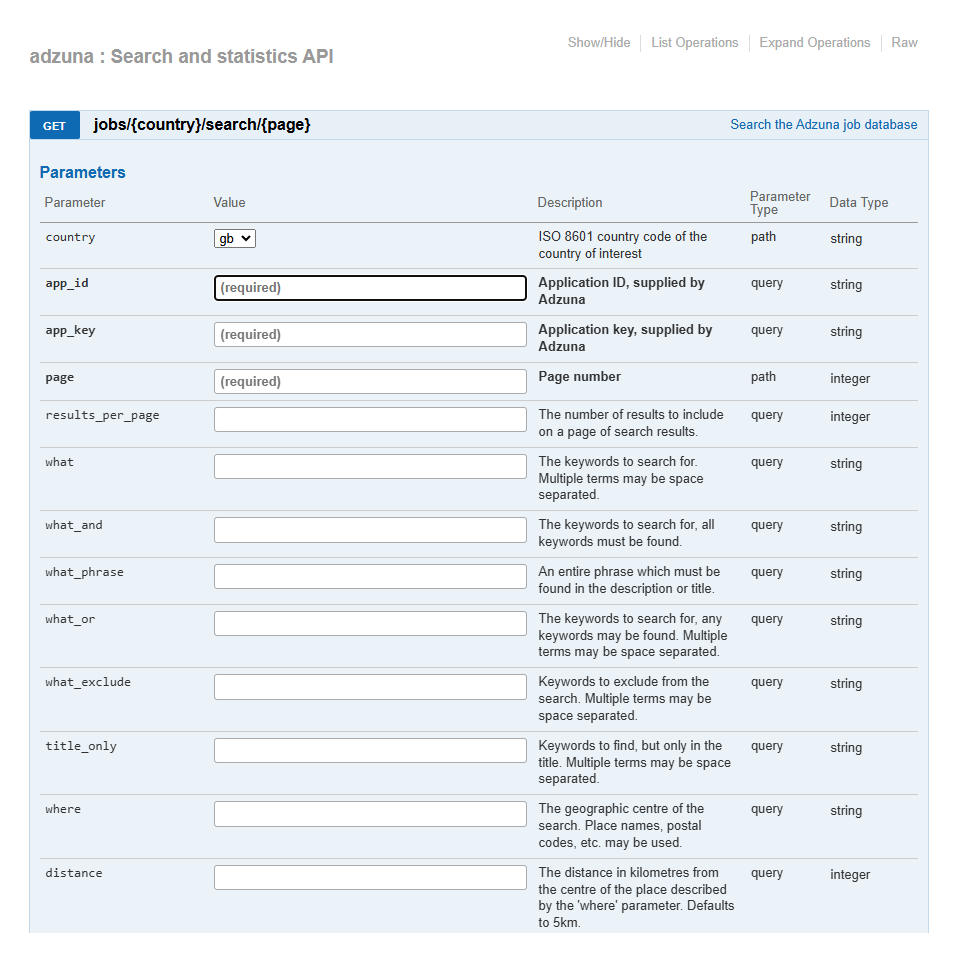 adzuna : Search and statistics API
Show/Hide List Operations Expand Operations Raw
GET jobs/{country}/search/{page} Search the Adzuna job database
Parameters
Parameter Value Description Parameter Type Data Type
country gb ISO 8601 country code of the path string
country of interest
app_id (required) Application ID, supplied by query string
Adzuna
app_key (required) Application key, supplied by query string
Adzuna
page (required) Page number path integer
results_per_page The number of results to include query integer
on a page of search results.
what The keywords to search for. query string
Multiple terms may be space
separated.
what_and The keywords to search for, all query string
keywords must be found.
what_phrase An entire phrase which must be query string
found in the description or title.
what_or The keywords to search for, any query string
keywords may be found. Multiple
terms may be space separated.
what_exclude Keywords to exclude from the query string
search. Multiple terms may be
space separated.
title_only Keywords to find, but only in the query string
title. Multiple terms may be space
separated.
where The geographic centre of the query string
search. Place names, postal
codes, etc. may be used.
distance The distance in kilometres from query integer
the centre of the place described
by the 'where' parameter. Defaults
to 5km.